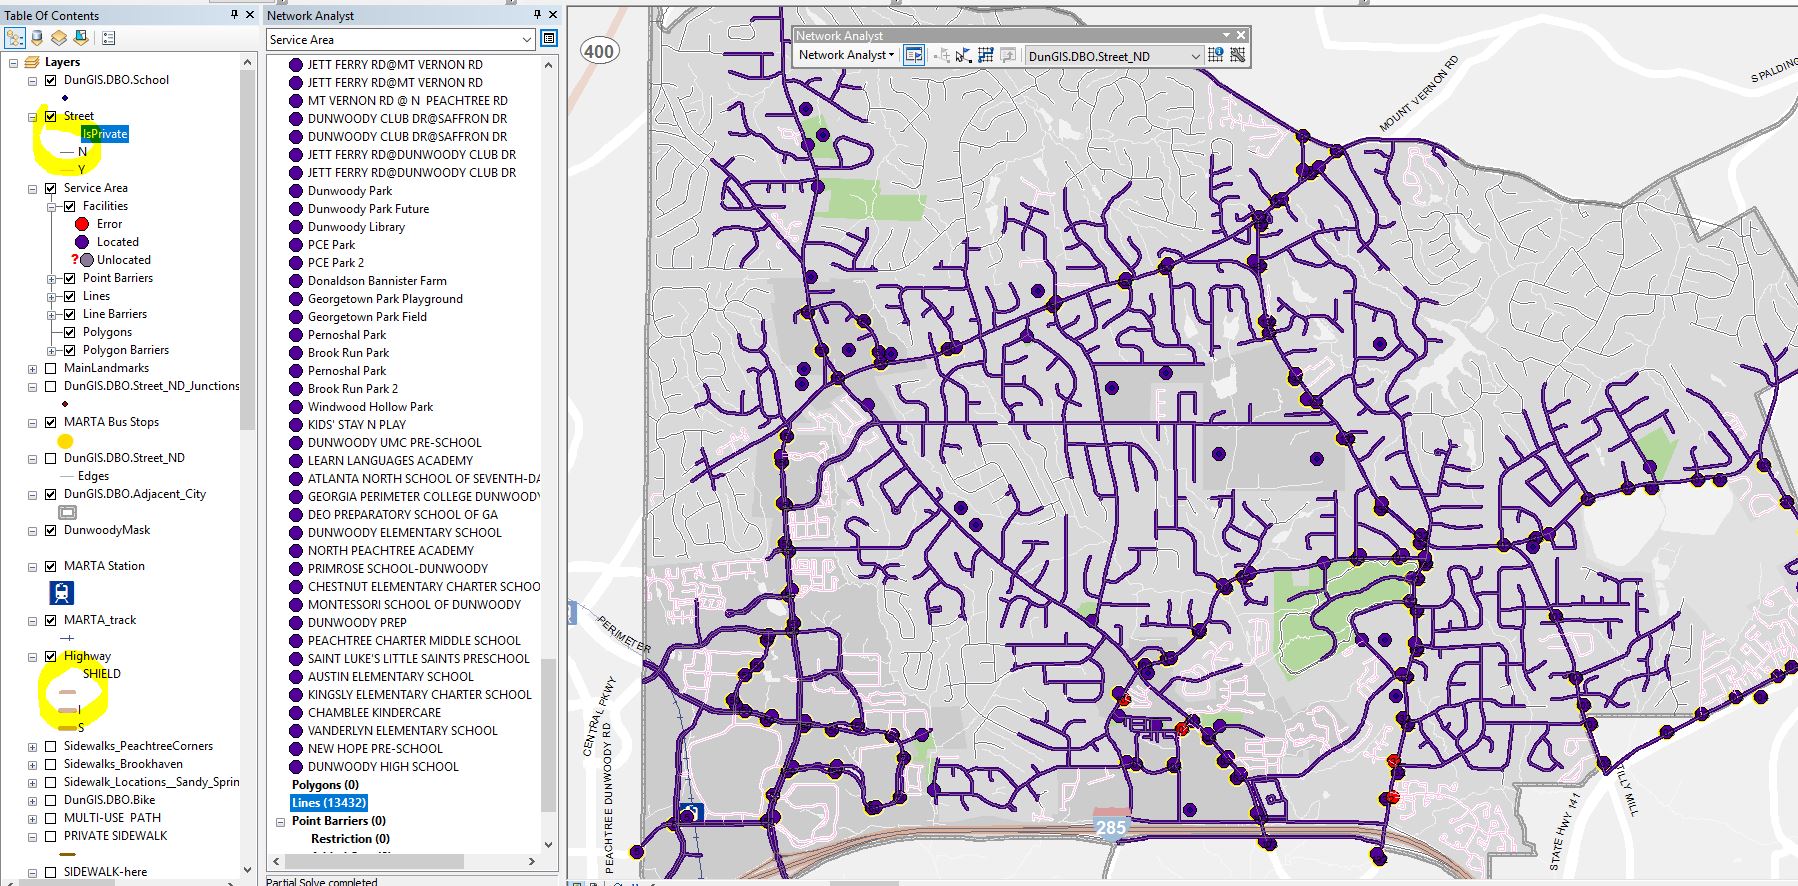 Table Of Contents
Layers
DunGIS.DBO.School
Street
IsPrivate
N
Y
Service Area
Facilities
Error
Located
? Unlocated
Point Barriers
Lines
Line Barriers
Polygons
Polygon Barriers
MainLandmarks
DunGIS.DBO.Street_ND_Junctions
MARTA Bus Stops
DunGIS.DBO.Street_ND
Edges
DunGIS.DBO.Adjacent_City
DunwoodyMask
MARTA Station
MARTA_track
Highway
SHIELD
I
S
Sidewalks_PeachtreeCorners
Sidewalks_Brookhaven
Sidewalk_Locations__Sandy_Sprin
DunGIS.DBO.Bike
MULTI-USE PATH
PRIVATE SIDEWALK
SIDEWALK-here
Network Analyst
Service Area
JETT FERRY RD@MT VERNON RD
JETT FERRY RD@MT VERNON RD
MT VERNON RD @ N  PEACHTREE RD
DUNWOODY CLUB DR@SAFFRON DR
DUNWOODY CLUB DR@SAFFRON DR
JETT FERRY RD@DUNWOODY CLUB DR
JETT FERRY RD@DUNWOODY CLUB DR
Dunwoody Park
Dunwoody Park Future
Dunwoody Library
PCE Park
PCE Park 2
Donaldson Bannister Farm
Georgetown Park Playground
Georgetown Park Field
Pernoshal Park
Brook Run Park
Pernoshal Park
Brook Run Park 2
Windwood Hollow Park
KIDS' STAY N PLAY
DUNWOODY UMC PRE-SCHOOL
LEARN LANGUAGES ACADEMY
ATLANTA NORTH SCHOOL OF SEVENTH-DA
GEORGIA PERIMETER COLLEGE DUNWOODY
DEO PREPARATORY SCHOOL OF GA
DUNWOODY ELEMENTARY SCHOOL
NORTH PEACHTREE ACADEMY
PRIMROSE SCHOOL-DUNWOODY
CHESTNUT ELEMENTARY CHARTER SCHOO
MONTESSORI SCHOOL OF DUNWOODY
DUNWOODY PREP
PEACHTREE CHARTER MIDDLE SCHOOL
SAINT LUKE'S LITTLE SAINTS PRESCHOOL
AUSTIN ELEMENTARY SCHOOL
KINGSLY ELEMENTARY CHARTER SCHOOL
CHAMBLEE KINDERCARE
VANDERLYN ELEMENTARY SCHOOL
NEW HOPE PRE-SCHOOL
DUNWOODY HIGH SCHOOL
Polygons (0)
Lines (13432)
Point Barriers (0)
Restriction (0)
Partial Solve completed
Network Analyst
Network Analyst
DunGIS.DBO.Street_ND
400
MOUNT VERNON RD
SPALDING
PERIMETER
CENTRAL PKWY
PEACHTREE DUNWOODY RD
285
STATE HWY 141
TILLY MILL